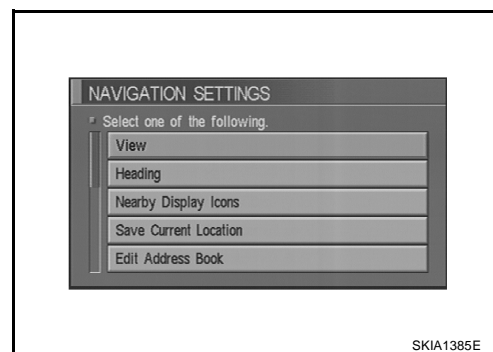 NAVIGATION SETTINGS
Select one of the following.
View
Heading
Nearby Display Icons
Save Current Location
Edit Address Book
SKIA1385E